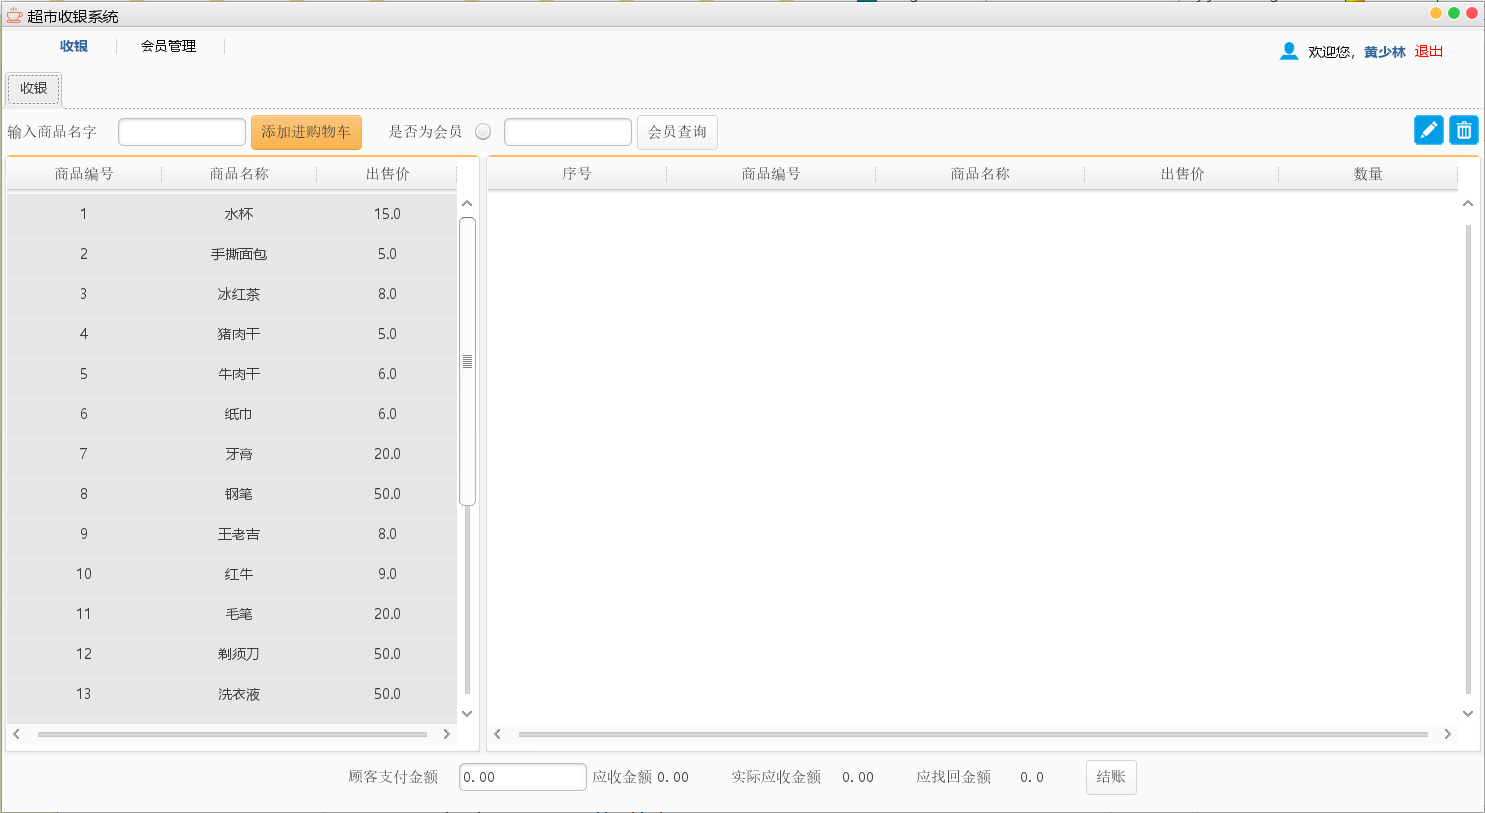 超市收银系统
收银 会员管理
欢迎您, 黄少林 退出
收银
输入商品名字 添加进购物车 是否为会员 会员查询
商品编号 商品名称 出售价 序号 商品编号 商品名称 出售价 数量
1 水杯 15.0
2 手撕面包 5.0
3 冰红茶 8.0
4 猪肉干 5.0
5 牛肉干 6.0
6 纸巾 6.0
7 牙膏 20.0
8 钢笔 50.0
9 王老吉 8.0
10 红牛 9.0
11 毛笔 20.0
12 剃须刀 50.0
13 洗衣液 50.0
顾客支付金额 0.00 应收金额 0.00 实际应收金额 0.00 应找回金额 0.0 结账